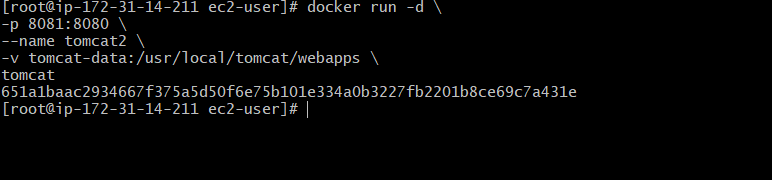 [root@ip-172-31-14-211 ec2-user]# docker run -d \
-p 8081:8080 \
--name tomcat2 \
-v tomcat-data:/usr/local/tomcat/webapps \
tomcat
651a1baac2934667f375a5d50f6e75b101e334a0b3227fb2201b8ce69c7a431e
[root@ip-172-31-14-211 ec2-user]#